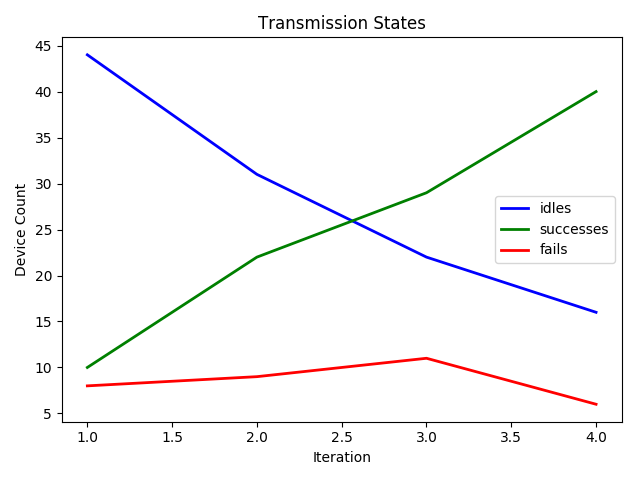 Transmission States
Device Count
45
40
35
30
25
20
15
10
5
idles
successes
fails
1.0 1.5 2.0 2.5 3.0 3.5 4.0
Iteration